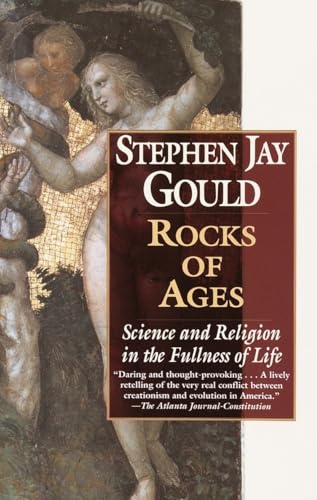 STEPHEN JAY
GOULD
ROCKS
OF
AGES
Science and Religion
in the Fullness of Life
“Daring and thought-provoking . . . A lively
retelling of the very real conflict between
creationism and evolution in America.”
—The Atlanta Journal-Constitution